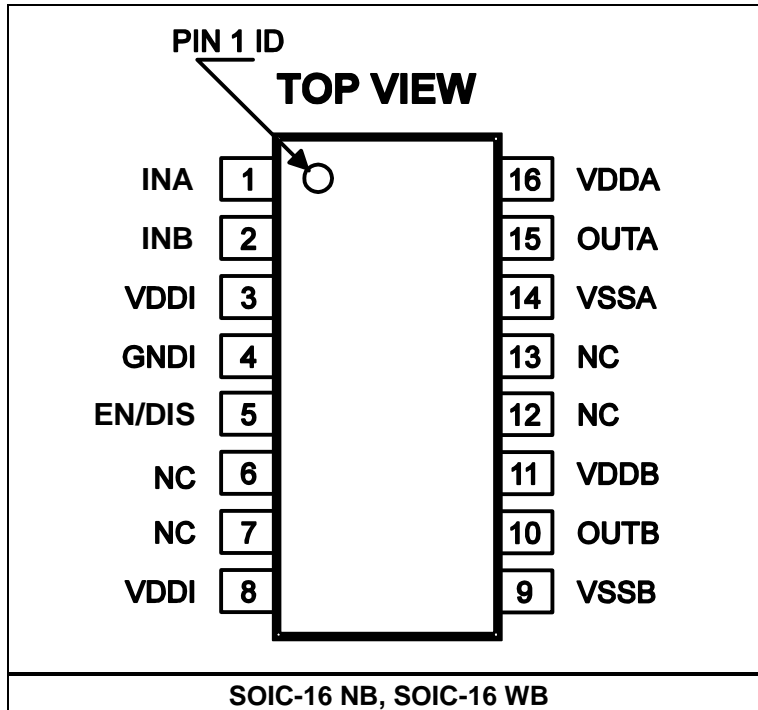 PIN 1 ID
TOP VIEW
INA 1 16 VDDA
INB 2 15 OUTA
VDDI 3 14 VSSA
GNDI 4 13 NC
EN/DIS 5 12 NC
NC 6 11 VDDB
NC 7 10 OUTB
VDDI 8 9 VSSB
SOIC-16 NB, SOIC-16 WB